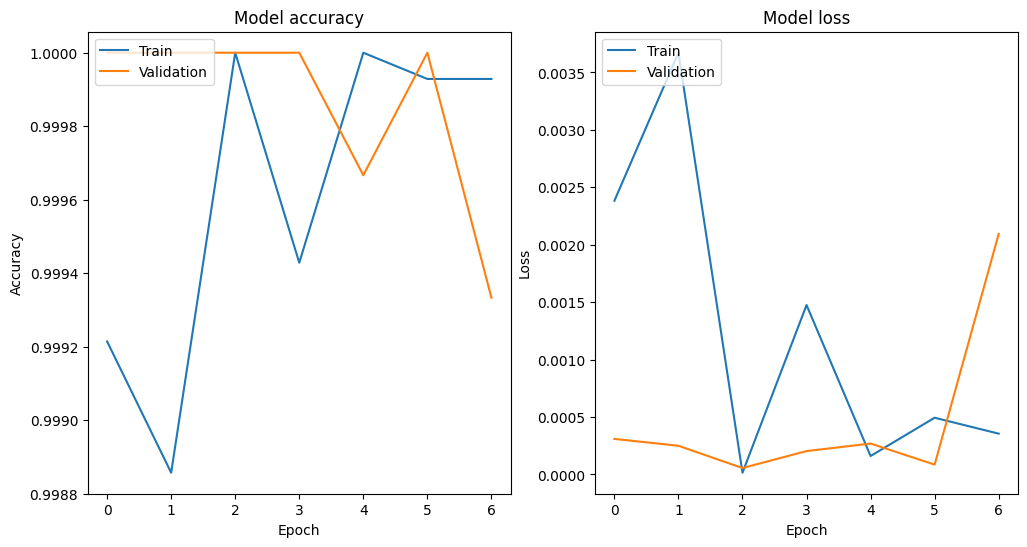 Model accuracy
Train
Validation
1.0000
0.9998
0.9996
0.9994
0.9992
0.9990
0.9988
Accuracy
0 1 2 3 4 5 6
Epoch
Model loss
Train
Validation
0.0035
0.0030
0.0025
0.0020
0.0015
0.0010
0.0005
0.0000
Loss
0 1 2 3 4 5 6
Epoch